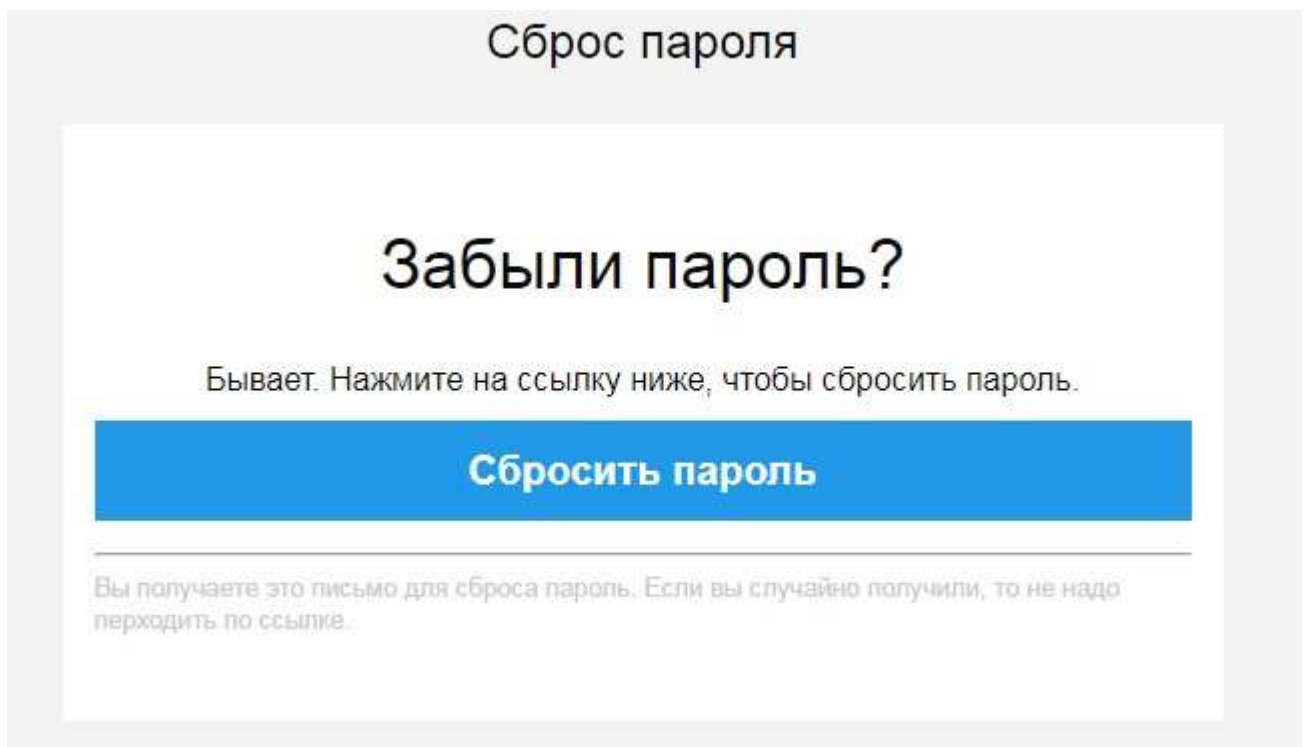 Сброс пароля
Забыли пароль?
Бывает. Нажмите на ссылку ниже, чтобы сбросить пароль.
Сбросить пароль
Вы получаете это письмо для сброса пароль. Если вы случайно получили, то не надо
перходить по ссылке.